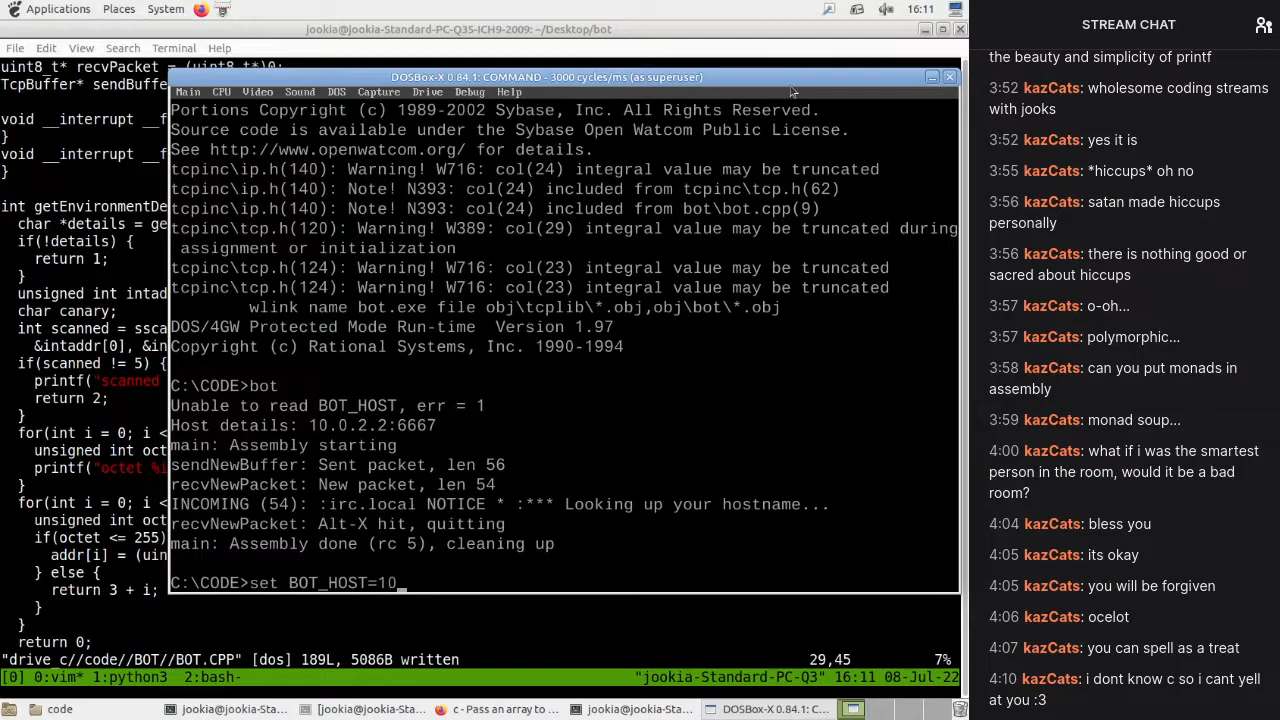 Applications Places System 16:11
jookia@jookia-Standard-PC-Q35-ICH9-2009: ~/Desktop/bot
File Edit View Search Terminal Help
uint8_t* recvPacket = (uint8_t*)0;
TcpBuffer* sendBuffer
void __interrupt __f
}
void __interrupt __f
}
int getEnvironmentDe
char *details = ge
if(!details) {
return 1;
}
unsigned int intad
char canary;
int scanned = ssca
&intaddr[0], &in
if(scanned != 5) {
printf("scanned
return 2;
}
for(int i = 0; i <
unsigned int oct
printf("octet %i
}
for(int i = 0; i <
unsigned int oct
if(octet <= 255)
addr[i] = (uin
} else {
return 3 + i;
}
}
return 0;
"drive_c//code//BOT//BOT.CPP" [dos] 189L, 5086B written 29,45 7%
[0] 0:vim* 1:python3 2:bash- "jookia-Standard-PC-Q3" 16:11 08-Jul-22
DOSBox-X 0.84.1: COMMAND - 3000 cycles/ms (as superuser)
Main CPU Video Sound DOS Capture Drive Debug Help
Portions Copyright (c) 1989-2002 Sybase, Inc. All Rights Reserved.
Source code is available under the Sybase Open Watcom Public License.
See http://www.openwatcom.org/ for details.
tcpinc\ip.h(140): Warning! W716: col(24) integral value may be truncated
tcpinc\ip.h(140): Note! N393: col(24) included from tcpinc\tcp.h(62)
tcpinc\ip.h(140): Note! N393: col(24) included from bot\bot.cpp(9)
tcpinc\tcp.h(120): Warning! W389: col(29) integral value may be truncated during
assignment or initialization
tcpinc\tcp.h(124): Warning! W716: col(23) integral value may be truncated
tcpinc\tcp.h(124): Warning! W716: col(23) integral value may be truncated
wlink name bot.exe file obj\tcplib\*.obj,obj\bot\*.obj
DOS/4GW Protected Mode Run-time Version 1.97
Copyright (c) Rational Systems, Inc. 1990-1994
C:\CODE>bot
Unable to read BOT_HOST, err = 1
Host details: 10.0.2.2:6667
main: Assembly starting
sendNewBuffer: Sent packet, len 56
recvNewPacket: New packet, len 54
INCOMING (54): :irc.local NOTICE * :*** Looking up your hostname...
recvNewPacket: Alt-X hit, quitting
main: Assembly done (rc 5), cleaning up
C:\CODE>set BOT_HOST=10_
code jookia@jookia-Sta... [jookia@jookia-St... c - Pass an array to ... jookia@jookia-Sta... DOSBox-X 0.84.1: C...
STREAM CHAT
the beauty and simplicity of printf
3:52 kazCats: wholesome coding streams
with jooks
3:52 kazCats: yes it is
3:55 kazCats: *hiccups* oh no
3:56 kazCats: satan made hiccups
personally
3:56 kazCats: there is nothing good or
sacred about hiccups
3:57 kazCats: o-oh...
3:57 kazCats: polymorphic...
3:58 kazCats: can you put monads in
assembly
3:59 kazCats: monad soup...
4:00 kazCats: what if i was the smartest
person in the room, would it be a bad
room?
4:04 kazCats: bless you
4:05 kazCats: its okay
4:05 kazCats: you will be forgiven
4:06 kazCats: ocelot
4:07 kazCats: you can spell as a treat
4:10 kazCats: i dont know c so i cant yell
at you :3